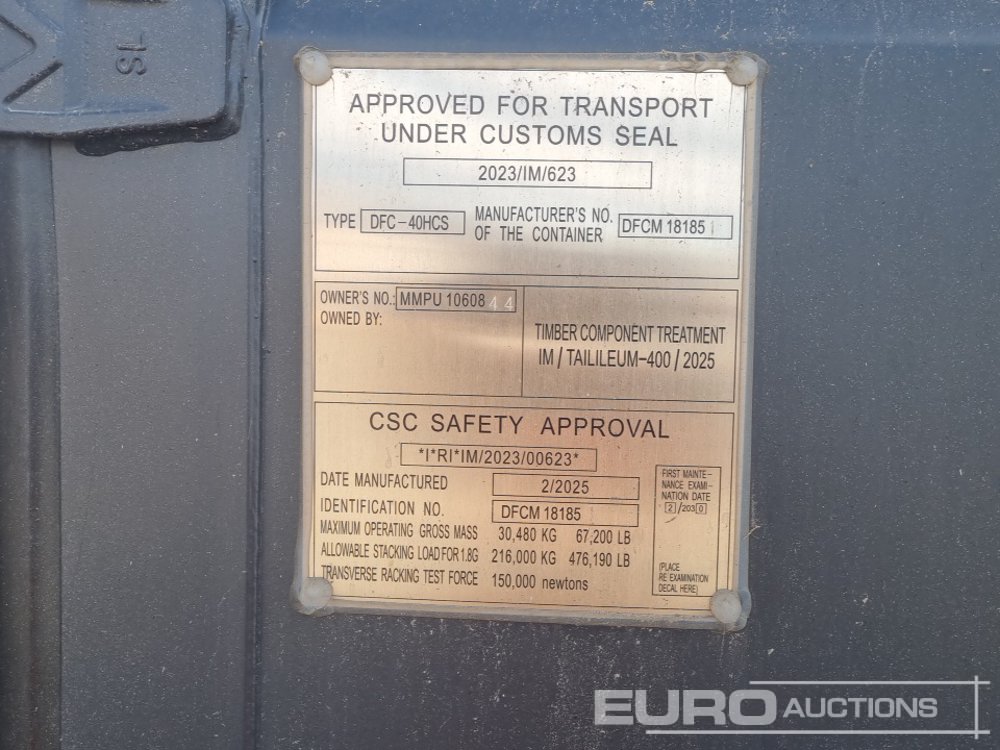 SL
APPROVED FOR TRANSPORT
UNDER CUSTOMS SEAL
2023/IM/623
TYPE DFC-40HCS MANUFACTURER'S NO. OF THE CONTAINER DFCM 18185
OWNER'S NO.: MMPU 1060844
OWNED BY:
TIMBER COMPONENT TREATMENT
IM/TAILILEUM-400/2025
CSC SAFETY APPROVAL
*I*RI*IM/2023/00623*
DATE MANUFACTURED 2/2025
IDENTIFICATION NO. DFCM 18185
MAXIMUM OPERATING GROSS MASS 30,480 KG 67,200 LB
ALLOWABLE STACKING LOAD FOR 1.8G 216,000 KG 476,190 LB
TRANSVERSE RACKING TEST FORCE 150,000 newtons
FIRST MAINTE-
NANCE EXAMI-
NATION DATE
2/2030
(PLACE
RE EXAMINATION
DECAL HERE)
EURO AUCTIONS